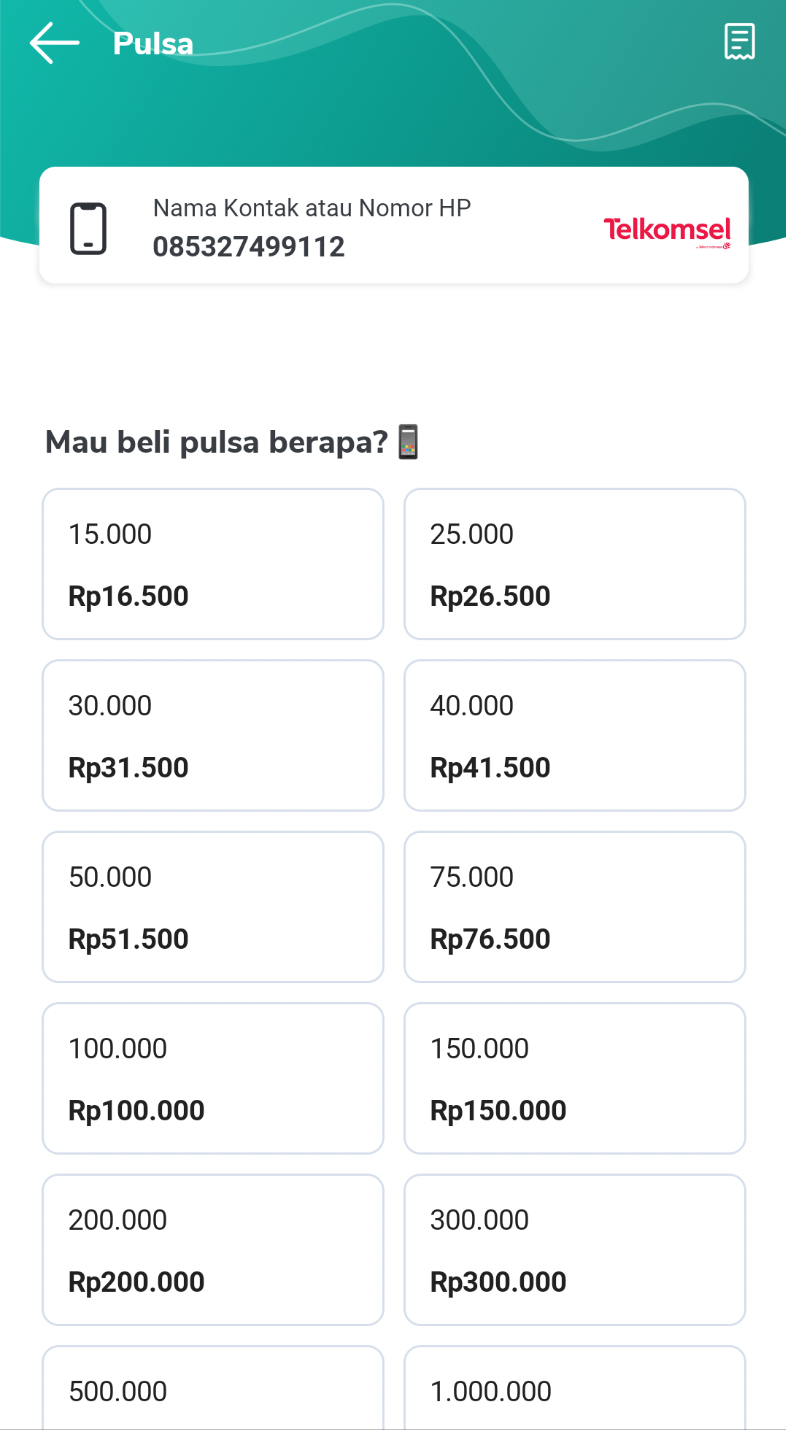 Pulsa
Nama Kontak atau Nomor HP
085327499112
Telkomsel
Mau beli pulsa berapa?
15.000
Rp16.500
25.000
Rp26.500
30.000
Rp31.500
40.000
Rp41.500
50.000
Rp51.500
75.000
Rp76.500
100.000
Rp100.000
150.000
Rp150.000
200.000
Rp200.000
300.000
Rp300.000
500.000
1.000.000